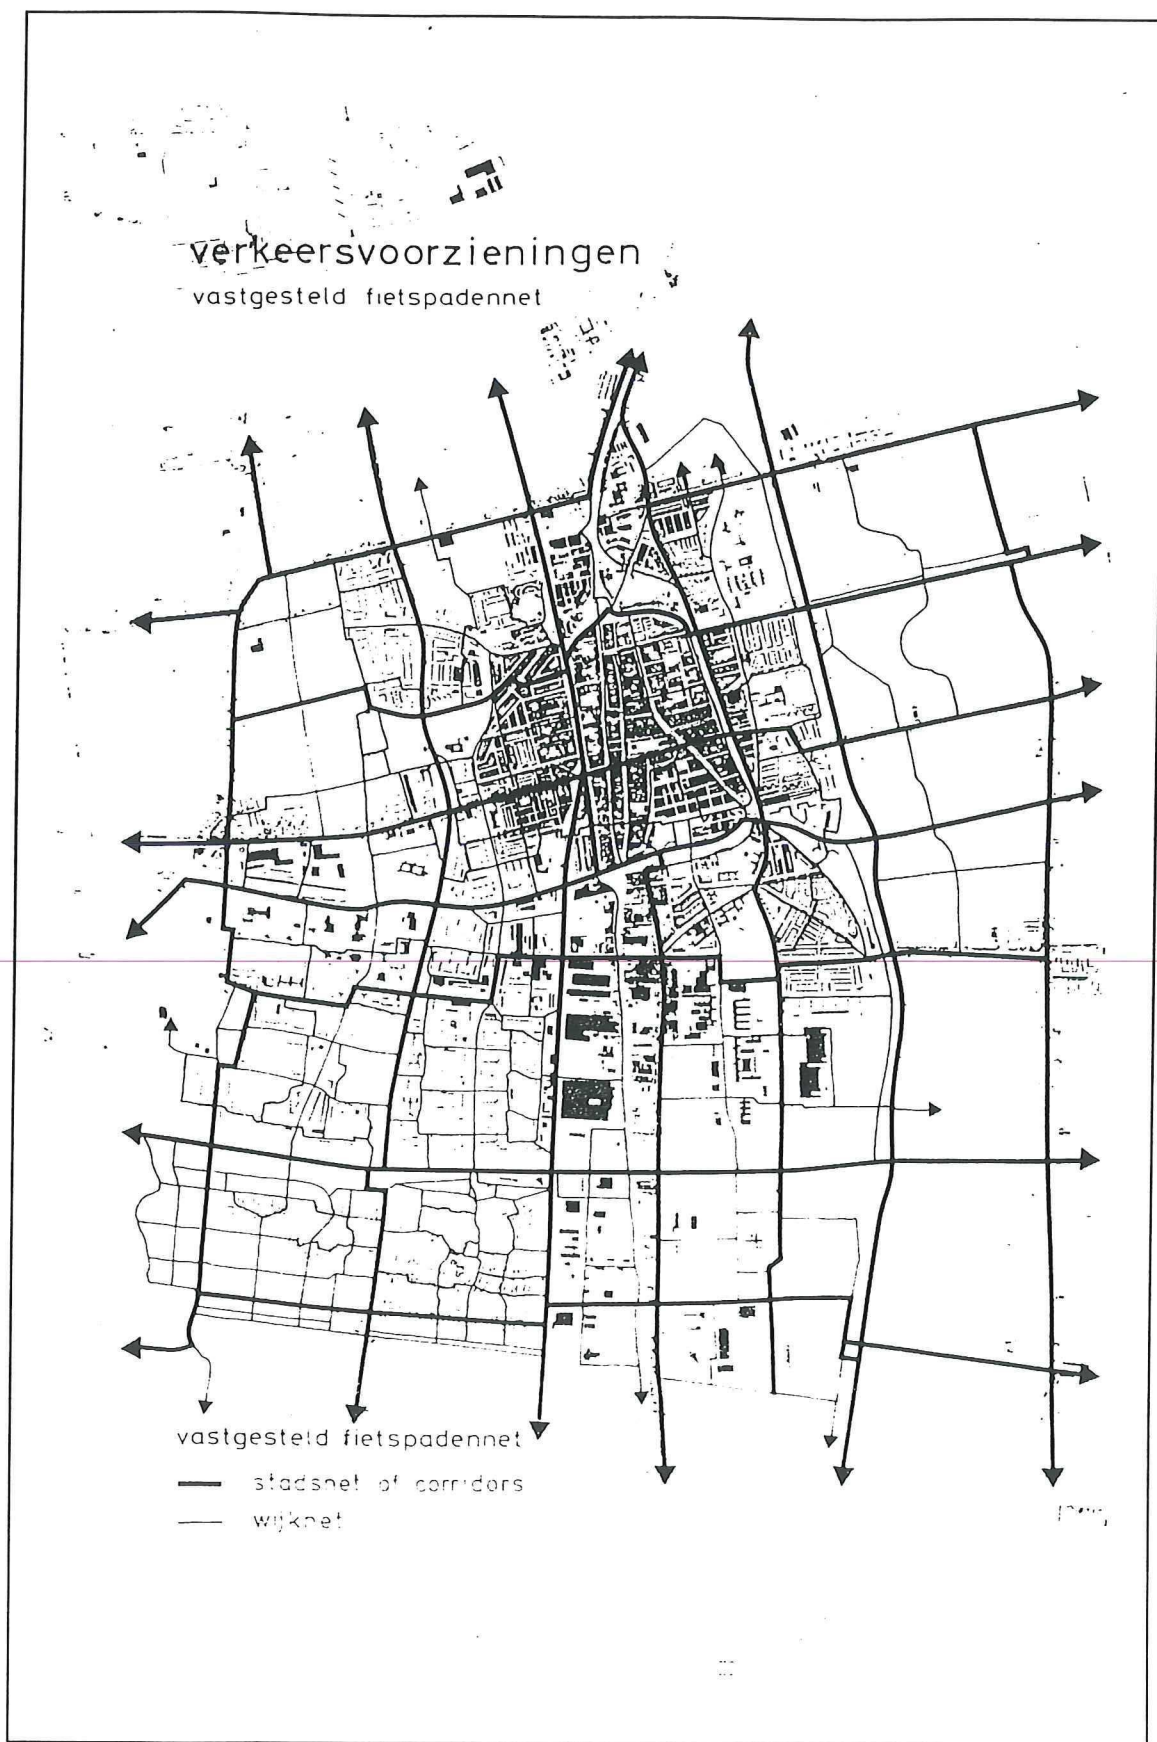 verkeersvoorzieningen
vastgesteld fietspadennet
vastgesteld fietspadennet
stadsnet of corridors
wijknet